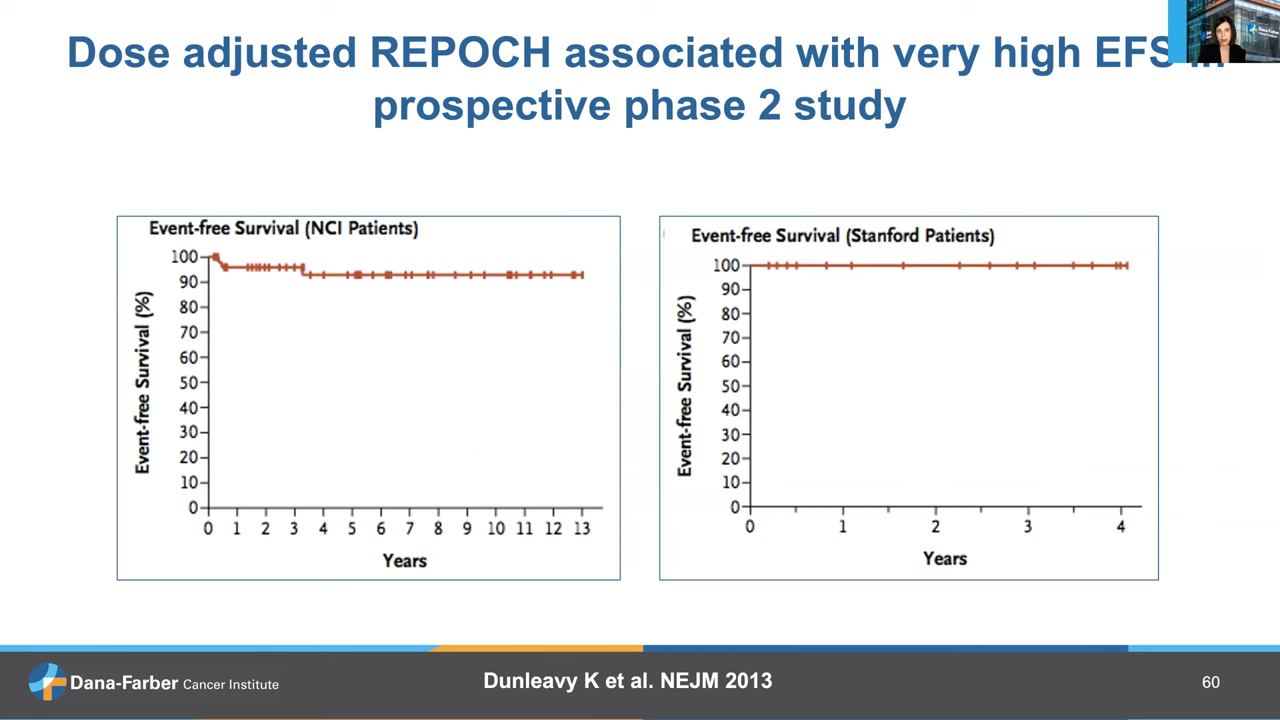 Dose adjusted REPOCH associated with very high EFS in
prospective phase 2 study
Event-free Survival (NCI Patients)
Event-free Survival (%)
100
90
80
70
60
50
40
30
20
10
0
0 1 2 3 4 5 6 7 8 9 10 11 12 13
Years
Event-free Survival (Stanford Patients)
Event-free Survival (%)
100
90
80
70
60
50
40
30
20
10
0
0 1 2 3 4
Years
Dana-Farber Cancer Institute
Dunleavy K et al. NEJM 2013
60